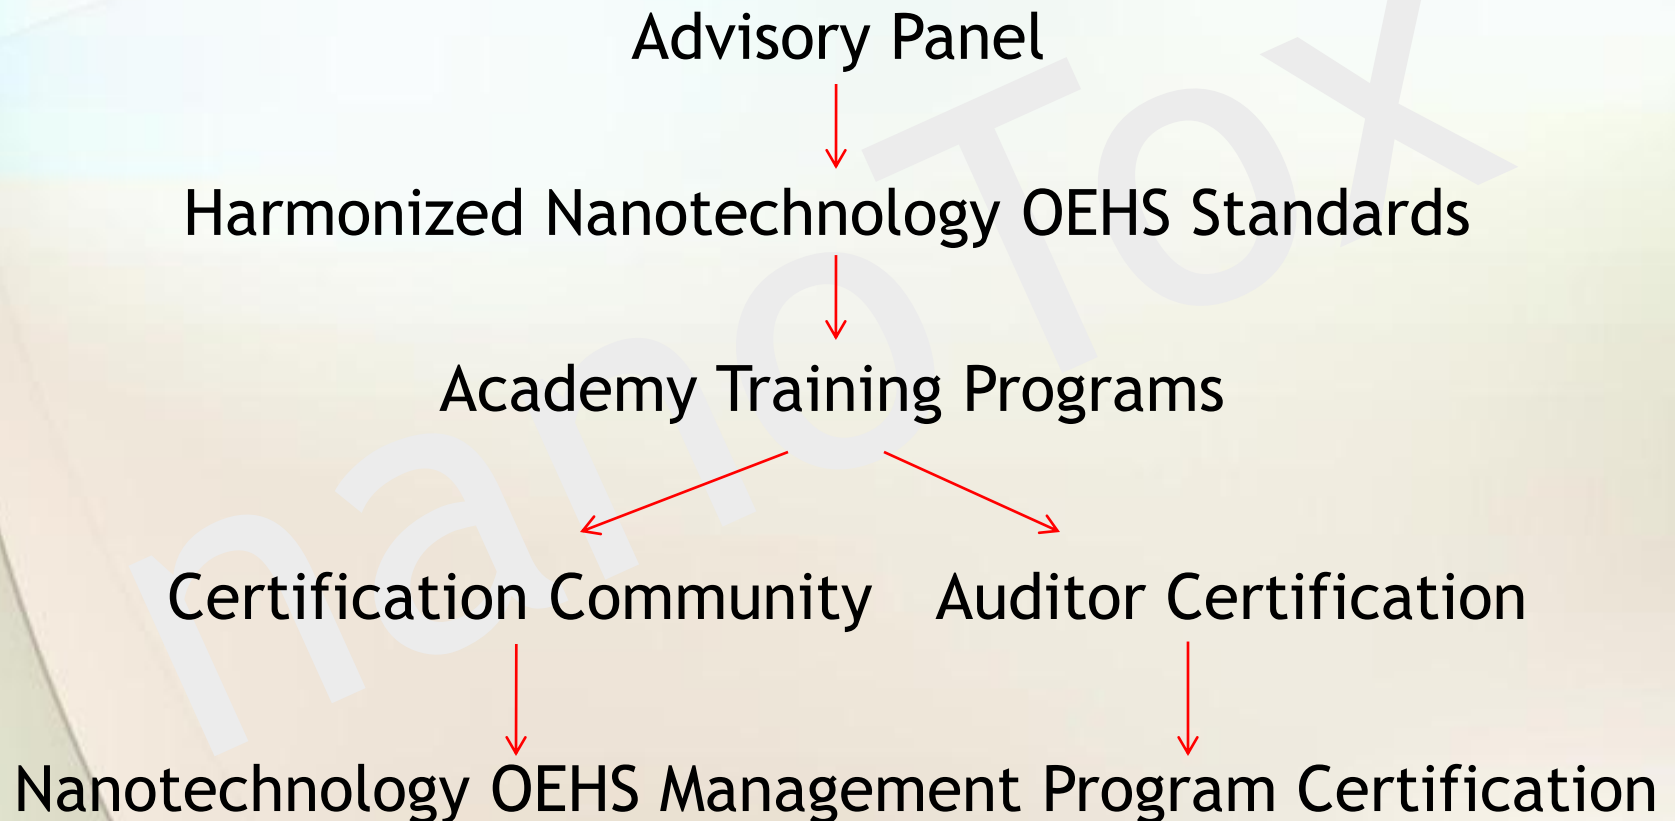 Advisory Panel
Harmonized Nanotechnology OEHS Standards
Academy Training Programs
Certification Community
Auditor Certification
Nanotechnology OEHS Management Program Certification
nanoTox